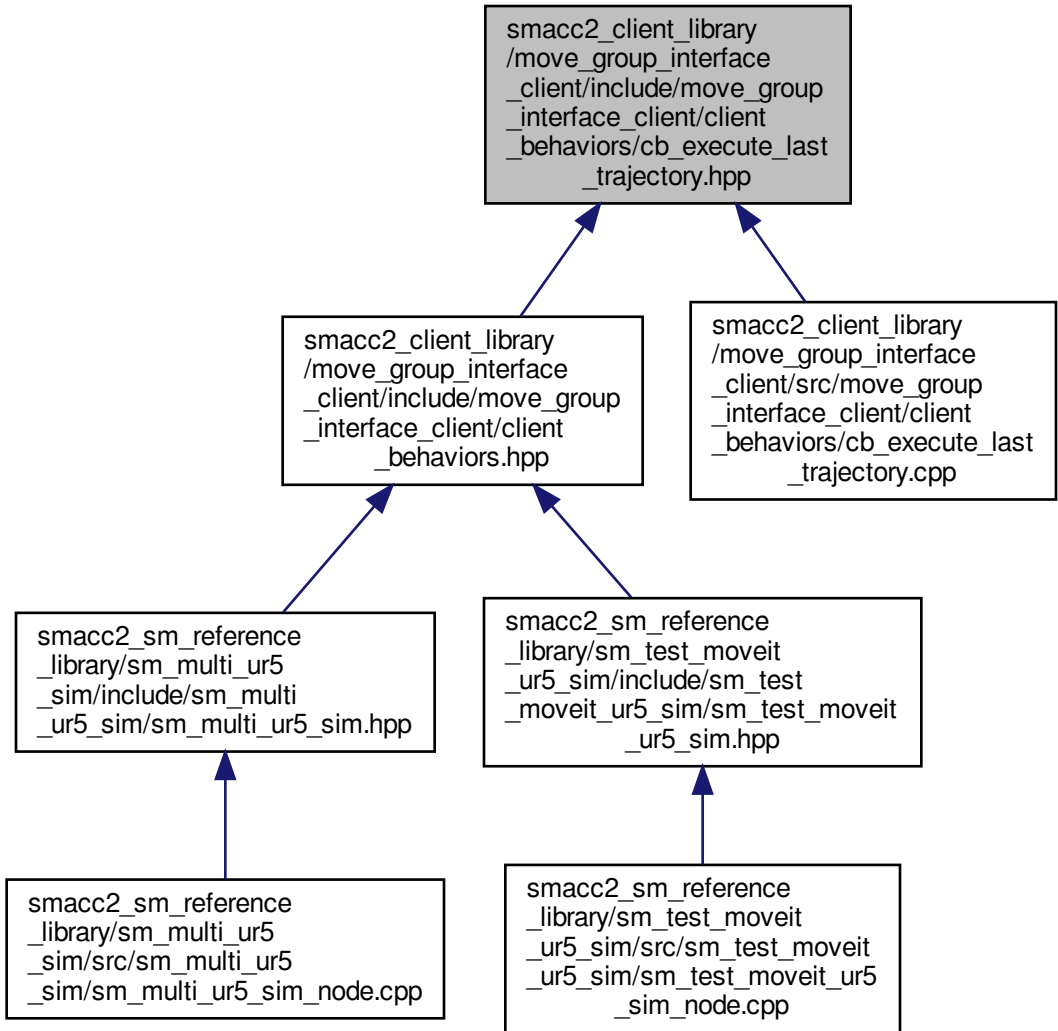 smacc2_client_library
/move_group_interface
_client/include/move_group
_interface_client/client
_behaviors/cb_execute_last
_trajectory.hpp
smacc2_client_library
/move_group_interface
_client/include/move_group
_interface_client/client
_behaviors.hpp
smacc2_client_library
/move_group_interface
_client/src/move_group
_interface_client/client
_behaviors/cb_execute_last
_trajectory.cpp
smacc2_sm_reference
_library/sm_multi_ur5
_sim/include/sm_multi
_ur5_sim/sm_multi_ur5_sim.hpp
smacc2_sm_reference
_library/sm_test_moveit
_ur5_sim/include/sm_test
_moveit_ur5_sim/sm_test_moveit
_ur5_sim.hpp
smacc2_sm_reference
_library/sm_multi_ur5
_sim/src/sm_multi_ur5
_sim/sm_multi_ur5_sim_node.cpp
smacc2_sm_reference
_library/sm_test_moveit
_ur5_sim/src/sm_test_moveit
_ur5_sim/sm_test_moveit_ur5
_sim_node.cpp